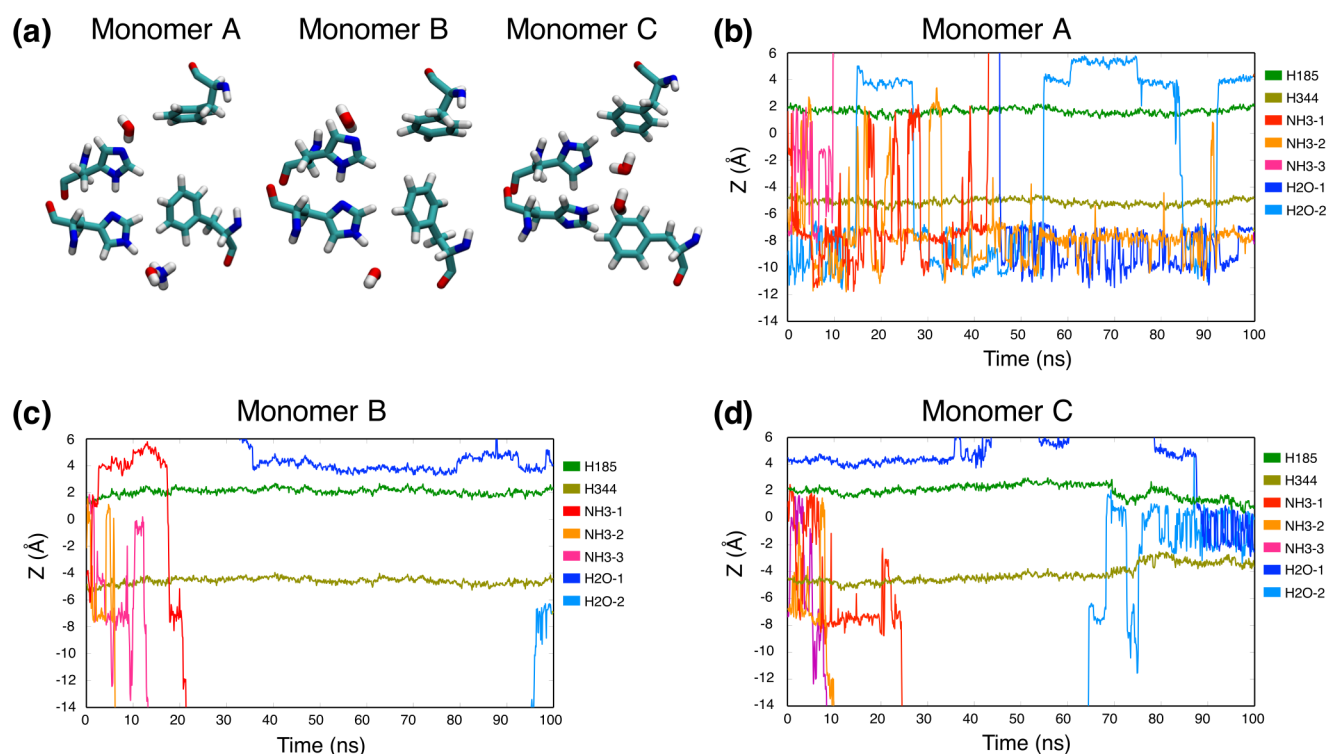 (a) Monomer A Monomer B Monomer C
(b) Monomer A
6
4
2
0
-2
-4
-6
-8
-10
-12
-14
Z (Å)
0 10 20 30 40 50 60 70 80 90 100
Time (ns)
H185
H344
NH3-1
NH3-2
NH3-3
H2O-1
H2O-2
(c) Monomer B
6
4
2
0
-2
-4
-6
-8
-10
-12
-14
Z (Å)
0 10 20 30 40 50 60 70 80 90 100
Time (ns)
H185
H344
NH3-1
NH3-2
NH3-3
H2O-1
H2O-2
(d) Monomer C
6
4
2
0
-2
-4
-6
-8
-10
-12
-14
Z (Å)
0 10 20 30 40 50 60 70 80 90 100
Time (ns)
H185
H344
NH3-1
NH3-2
NH3-3
H2O-1
H2O-2